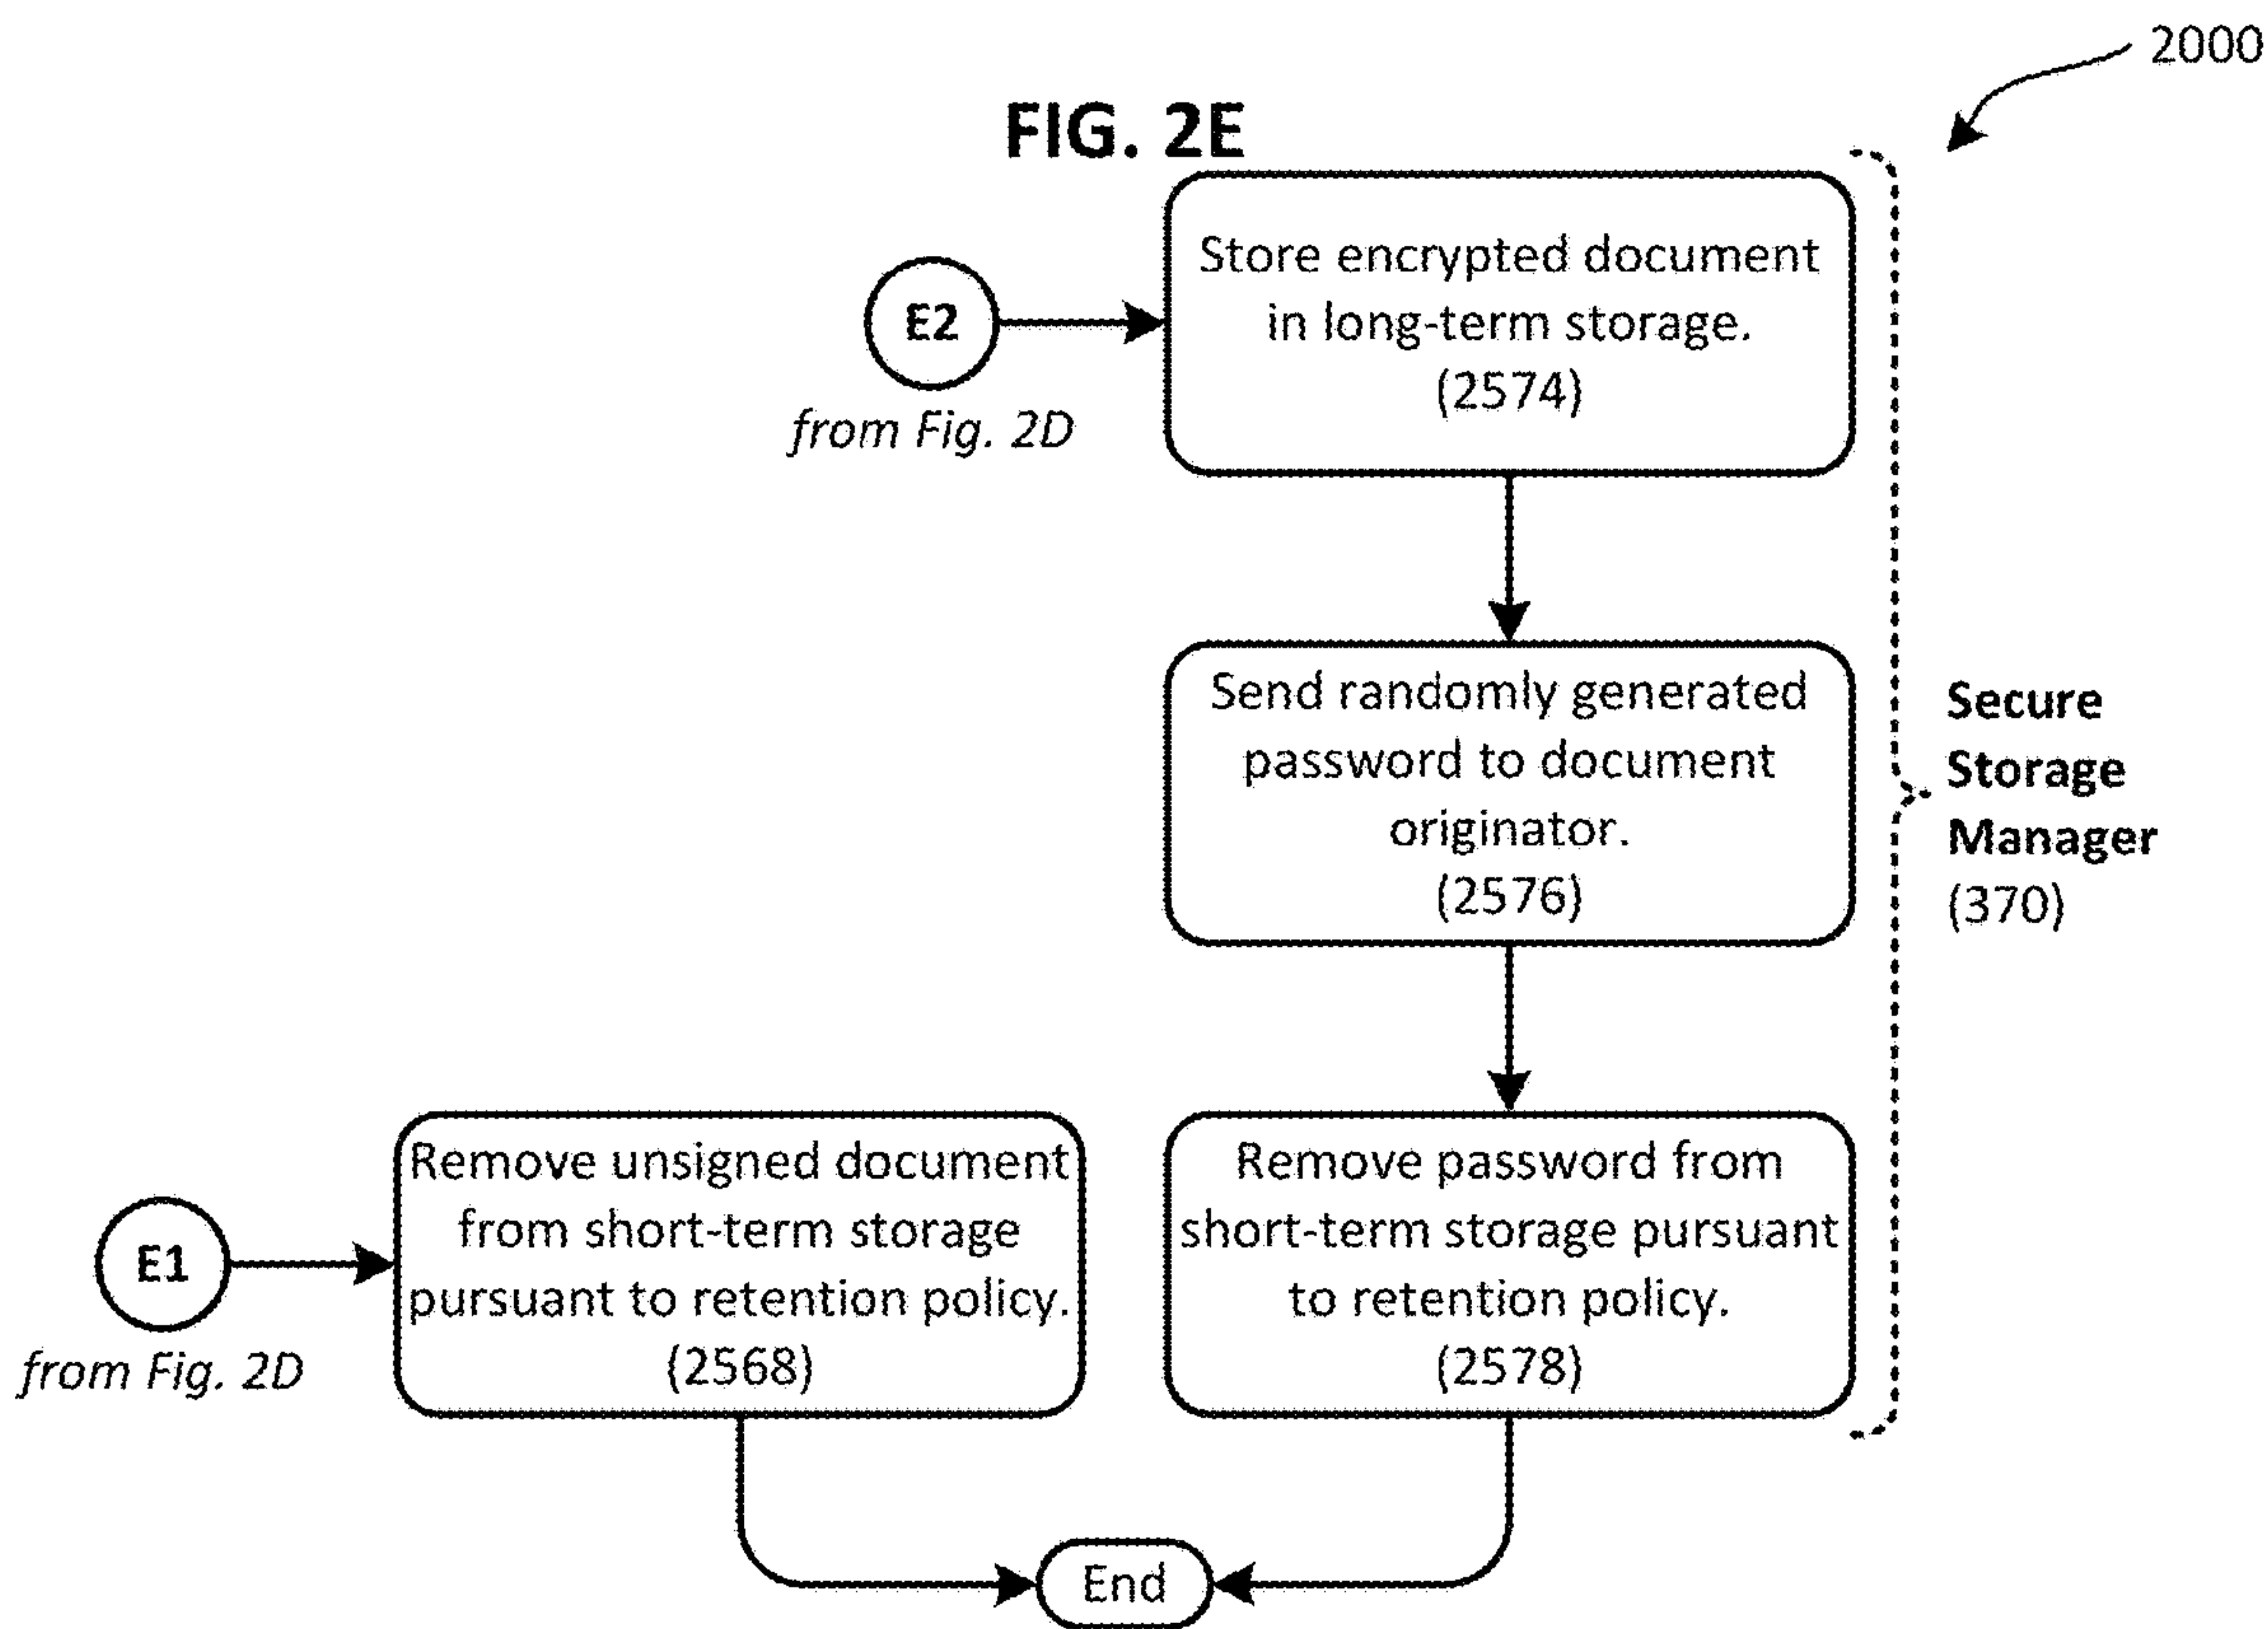 2000
FIG. 2E
Store encrypted document
in long-term storage.
(2574)
E2
from Fig. 2D
Send randomly generated
password to document
originator.
(2576)
Secure
Storage
Manager
(370)
Remove unsigned document
from short-term storage
pursuant to retention policy.
(2568)
E1
from Fig. 2D
Remove password from
short-term storage pursuant
to retention policy.
(2578)
End